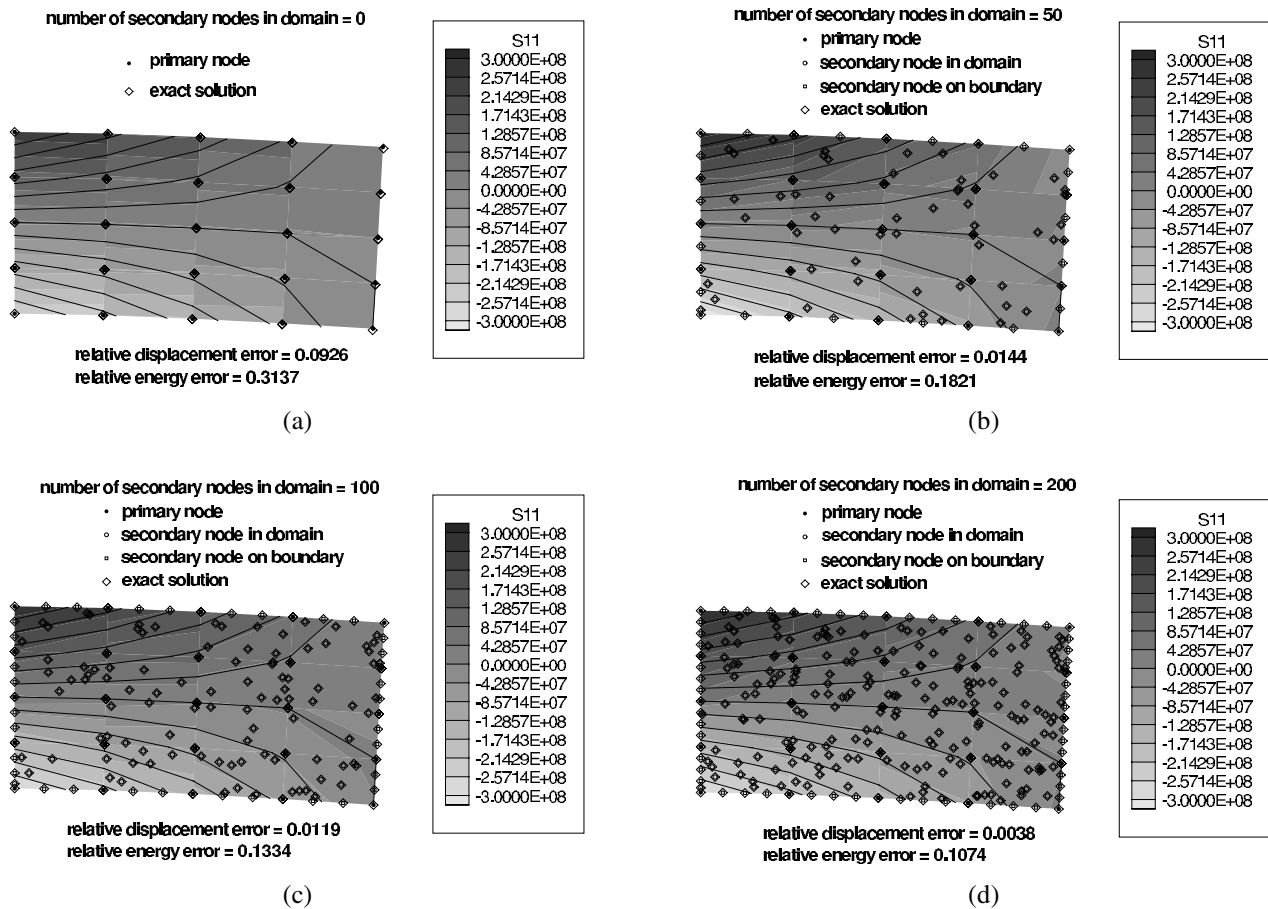 number of secondary nodes in domain = 0
primary node
exact solution
S11
3.0000E+08
2.5714E+08
2.1429E+08
1.7143E+08
1.2857E+08
8.5714E+07
4.2857E+07
0.0000E+00
-4.2857E+07
-8.5714E+07
-1.2857E+08
-1.7143E+08
-2.1429E+08
-2.5714E+08
-3.0000E+08
relative displacement error = 0.0926
relative energy error = 0.3137
(a)
number of secondary nodes in domain = 50
primary node
secondary node in domain
secondary node on boundary
exact solution
S11
3.0000E+08
2.5714E+08
2.1429E+08
1.7143E+08
1.2857E+08
8.5714E+07
4.2857E+07
0.0000E+00
-4.2857E+07
-8.5714E+07
-1.2857E+08
-1.7143E+08
-2.1429E+08
-2.5714E+08
-3.0000E+08
relative displacement error = 0.0144
relative energy error = 0.1821
(b)
number of secondary nodes in domain = 100
primary node
secondary node in domain
secondary node on boundary
exact solution
S11
3.0000E+08
2.5714E+08
2.1429E+08
1.7143E+08
1.2857E+08
8.5714E+07
4.2857E+07
0.0000E+00
-4.2857E+07
-8.5714E+07
-1.2857E+08
-1.7143E+08
-2.1429E+08
-2.5714E+08
-3.0000E+08
relative displacement error = 0.0119
relative energy error = 0.1334
(c)
number of secondary nodes in domain = 200
primary node
secondary node in domain
secondary node on boundary
exact solution
S11
3.0000E+08
2.5714E+08
2.1429E+08
1.7143E+08
1.2857E+08
8.5714E+07
4.2857E+07
0.0000E+00
-4.2857E+07
-8.5714E+07
-1.2857E+08
-1.7143E+08
-2.1429E+08
-2.5714E+08
-3.0000E+08
relative displacement error = 0.0038
relative energy error = 0.1074
(d)